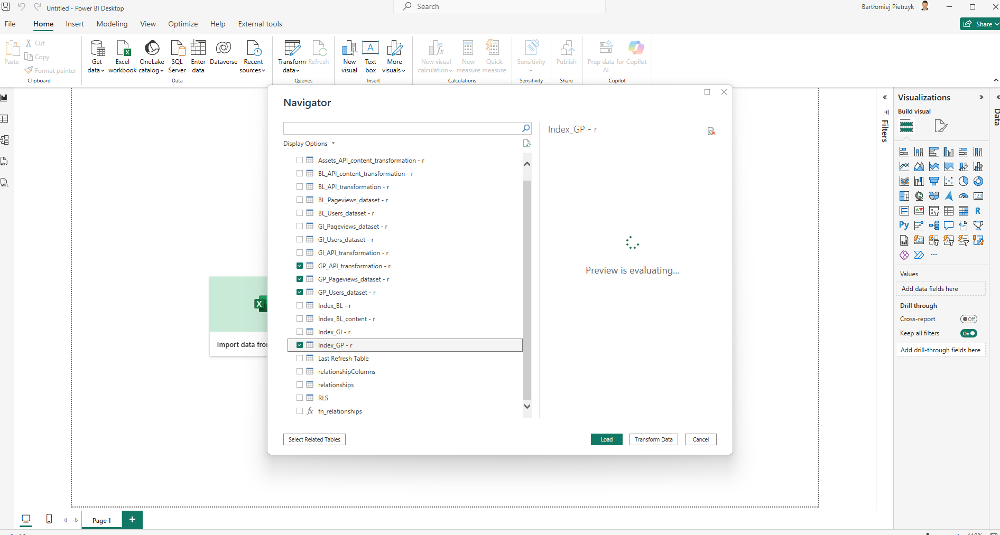 Untitled - Power BI Desktop
Search
Bartłomiej Pietrzyk
File Home Insert Modeling View Optimize Help External tools
Share
Paste
Cut
Copy
Format painter
Clipboard
Get data
Excel workbook
OneLake catalog
SQL Server
Enter data
Dataverse
Recent sources
Data
Transform data
Refresh
Queries
New visual
Text box
More visuals
Insert
New visual calculation
New measure
Quick measure
Calculations
Sensitivity
Sensitivity
Publish
Share
Prep data for AI
Copilot
Copilot
Navigator
Display Options
Assets_API_content_transformation - r
BL_API_content_transformation - r
BL_API_transformation - r
BL_Pageviews_dataset - r
BL_Users_dataset - r
GI_Pageviews_dataset - r
GI_Users_dataset - r
GI_API_transformation - r
GP_API_transformation - r
GP_Pageviews_dataset - r
GP_Users_dataset - r
Index_BL - r
Index_BL_content - r
Index_GI - r
Index_GP - r
Last Refresh Table
relationshipColumns
relationships
RLS
fx fn_relationships
Select Related Tables
Index_GP - r
Preview is evaluating...
Load
Transform Data
Cancel
Import data fro
Filters
Visualizations
Build visual
123
R
Py
Values
Add data fields here
Drill through
Cross-report
Off
Keep all filters
On
Add drill-through fields here
Data
Page 1
110%